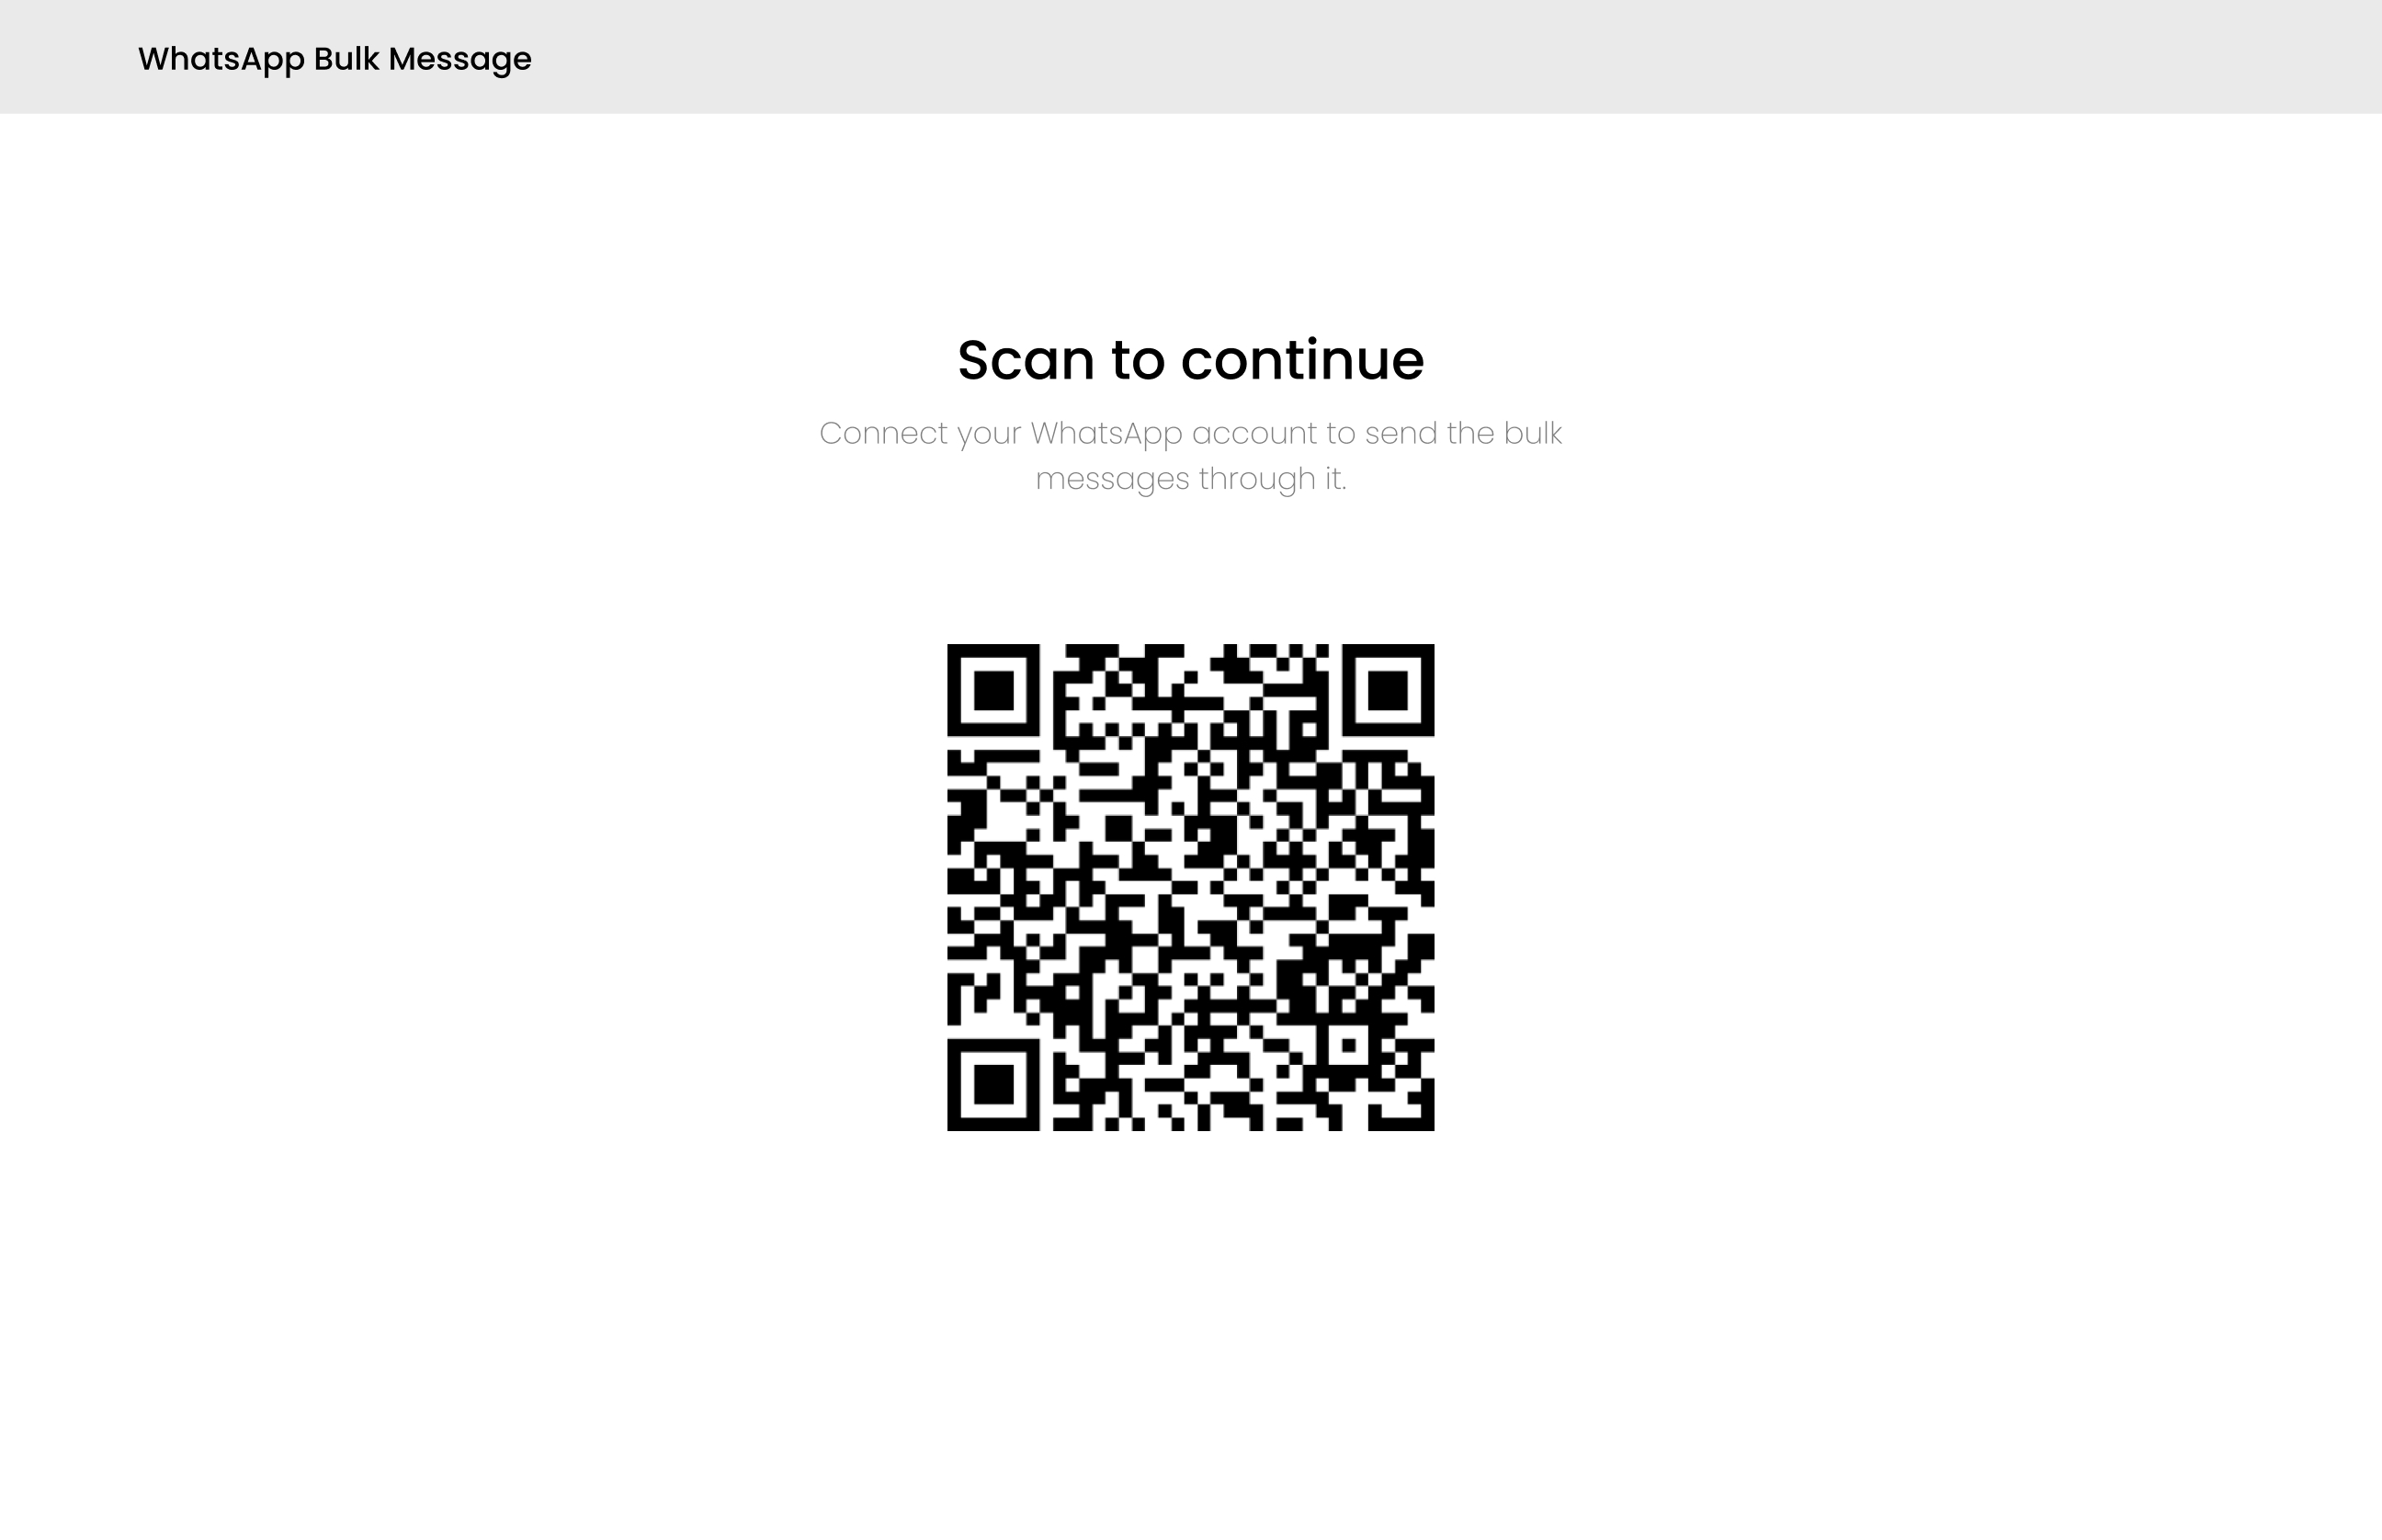 WhatsApp Bulk Message
Scan to continue
Connect your WhatsApp account to send the bulk
messages through it.